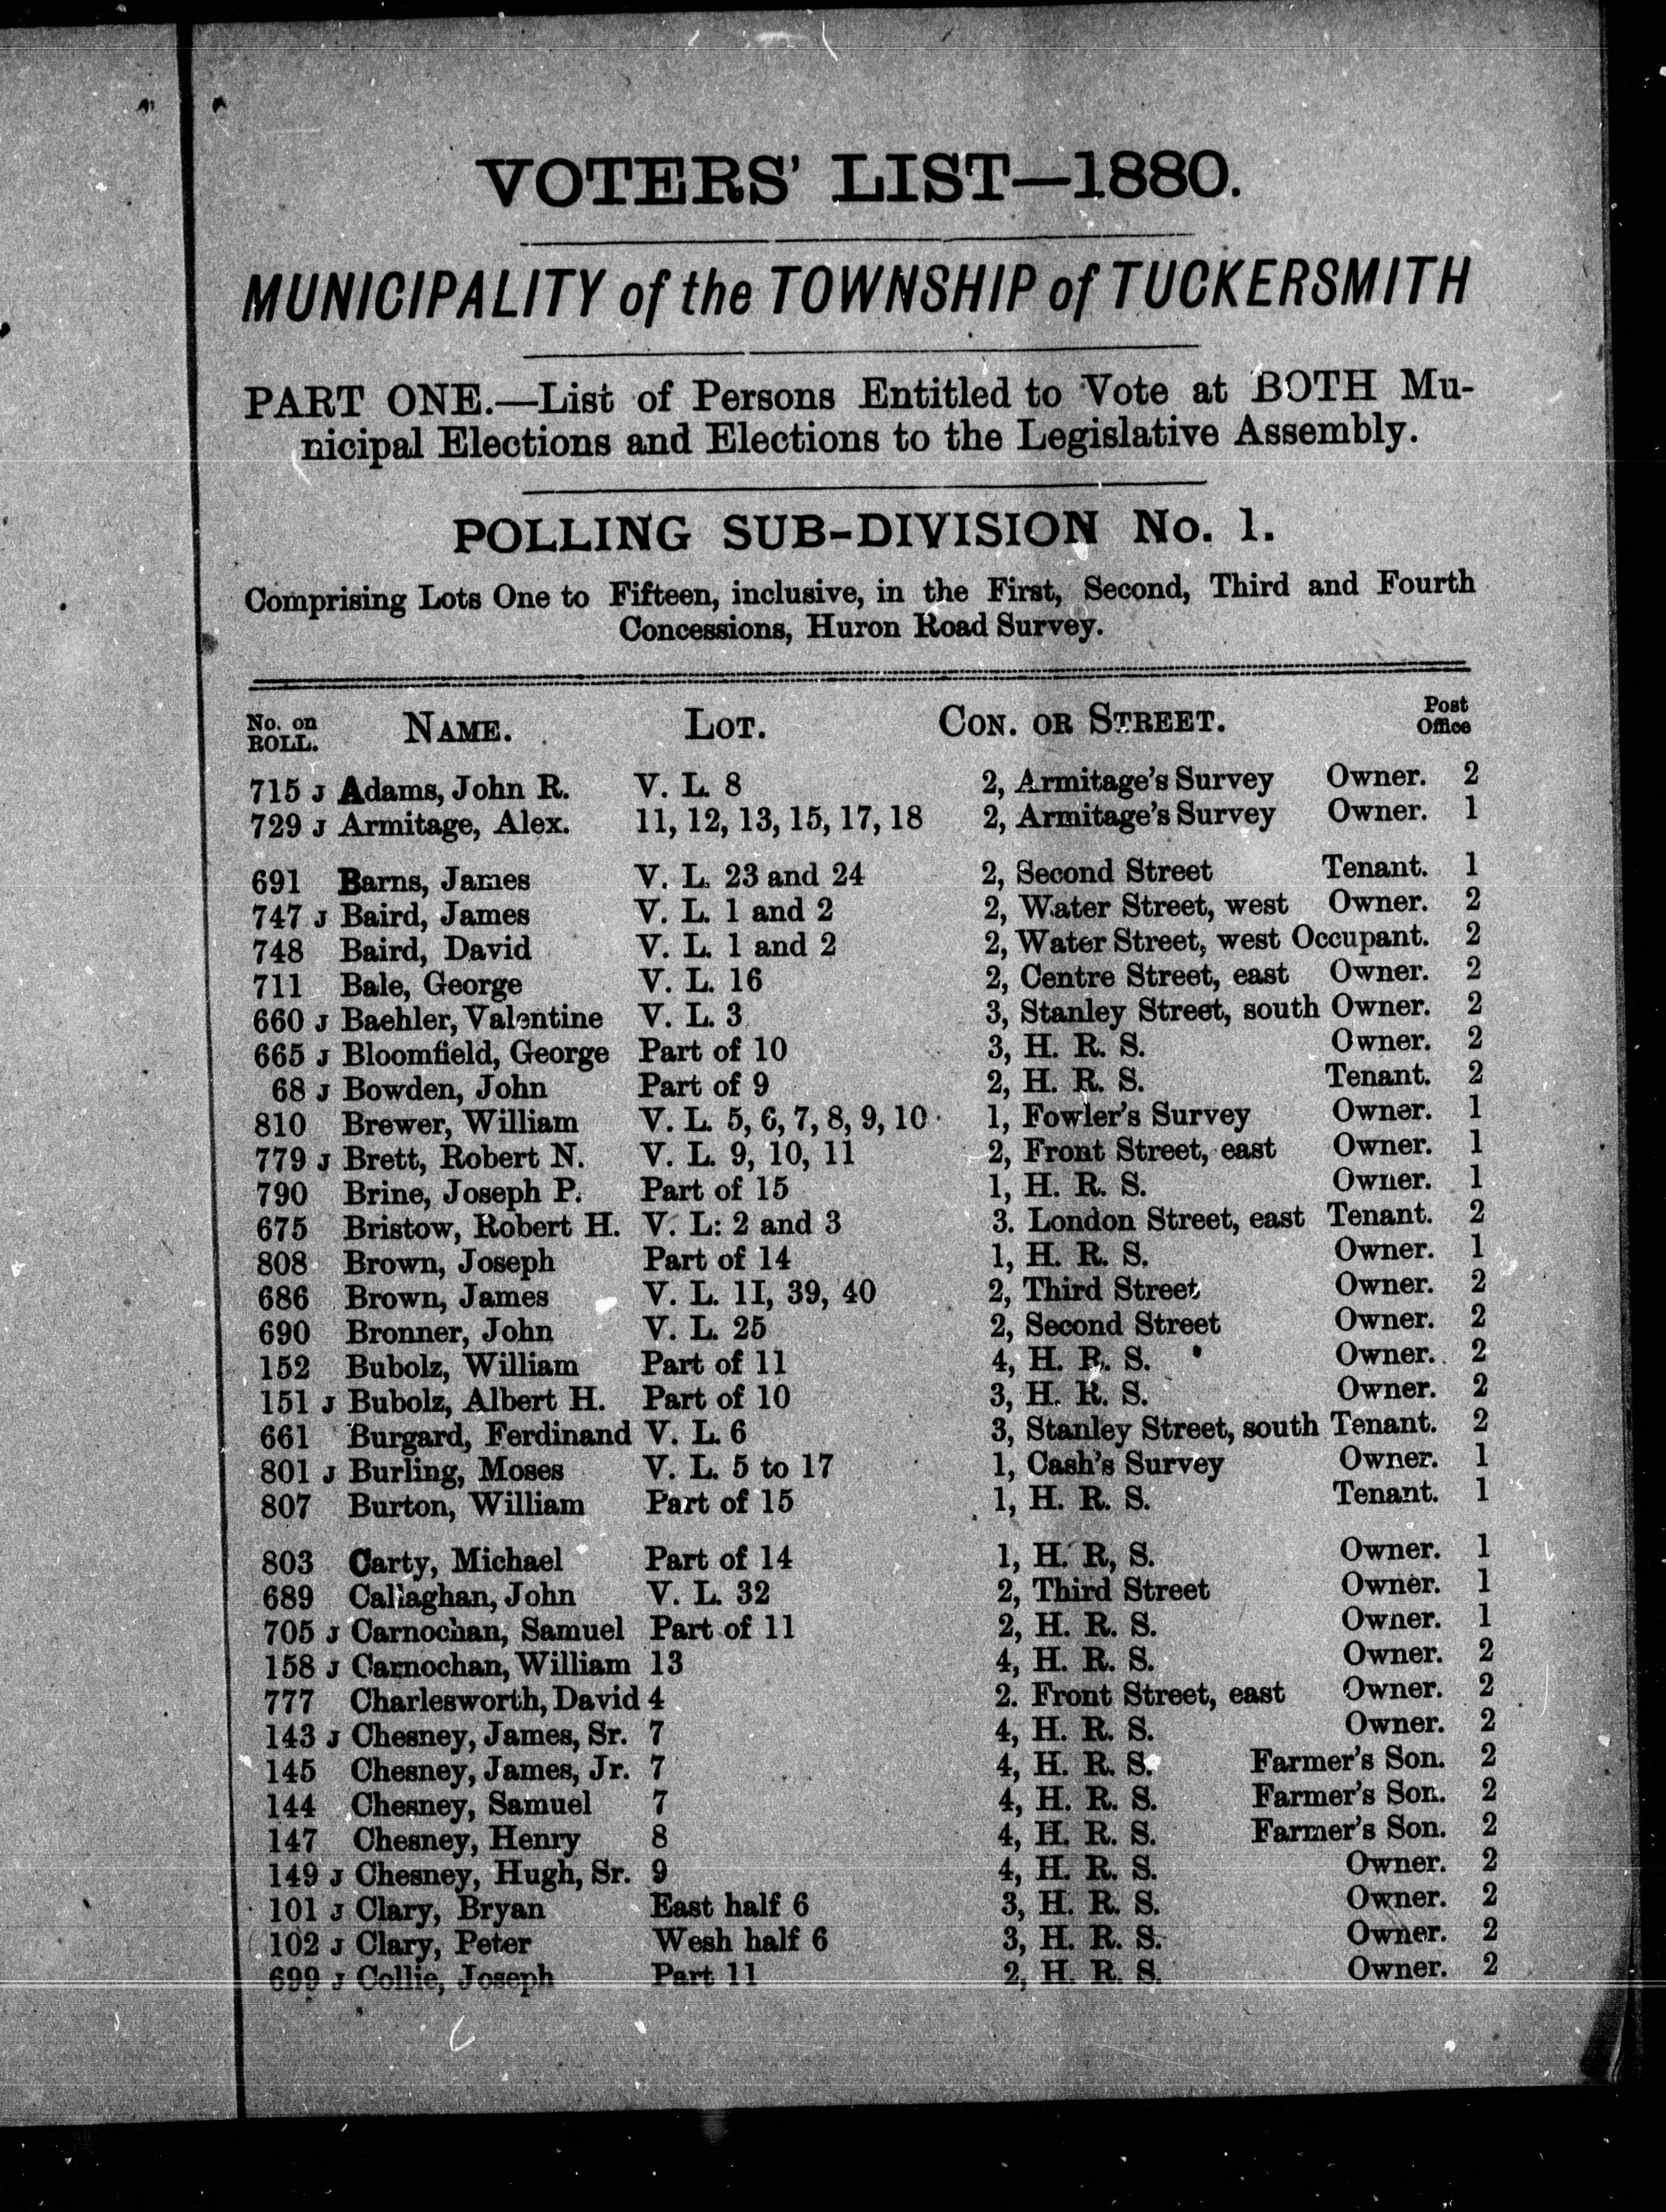 VOTERS' LIST—1880.
MUNICIPALITY of the TOWNSHIP of TUCKERSMITH
PART ONE.—List of Persons Entitled to Vote at BOTH Mu-
nicipal Elections and Elections to the Legislative Assembly.
POLLING SUB-DIVISION No. 1.
Comprising Lots One to Fifteen, inclusive, in the First, Second, Third and Fourth
Concessions, Huron Road Survey.
No. on ROLL. NAME. LOT. CON. OR STREET. Post Office
715 J Adams, John R. V. L. 8 2, Armitage's Survey Owner. 2
729 J Armitage, Alex. 11, 12, 13, 15, 17, 18 2, Armitage's Survey Owner. 1
691 Barns, James V. L. 23 and 24 2, Second Street Tenant. 1
747 J Baird, James V. L. 1 and 2 2, Water Street, west Owner. 2
748 Baird, David V. L. 1 and 2 2, Water Street, west Occupant. 2
711 Bale, George V. L. 16 2, Centre Street, east Owner. 2
660 J Baehler, Valentine V. L. 3 3, Stanley Street, south Owner. 2
665 J Bloomfield, George Part of 10 3, H. R. S. Owner. 2
68 J Bowden, John Part of 9 2, H. R. S. Tenant. 2
810 Brewer, William V. L. 5, 6, 7, 8, 9, 10 1, Fowler's Survey Owner. 1
779 J Brett, Robert N. V. L. 9, 10, 11 2, Front Street, east Owner. 1
790 Brine, Joseph P. Part of 15 1, H. R. S. Owner. 1
675 Bristow, Robert H. V. L: 2 and 3 3. London Street, east Tenant. 2
808 Brown, Joseph Part of 14 1, H. R. S. Owner. 1
686 Brown, James V. L. 1I, 39, 40 2, Third Street Owner. 2
690 Bronner, John V. L. 25 2, Second Street Owner. 2
152 Bubolz, William Part of 11 4, H. R. S. Owner. 2
151 J Bubolz, Albert H. Part of 10 3, H. R. S. Owner. 2
661 Burgard, Ferdinand V. L. 6 3, Stanley Street, south Tenant. 2
801 J Burling, Moses V. L. 5 to 17 1, Cash's Survey Owner. 1
807 Burton, William Part of 15 1, H. R. S. Tenant. 1
803 Carty, Michael Part of 14 1, H. R, S. Owner. 1
689 Callaghan, John V. L. 32 2, Third Street Owner. 1
705 J Carnochan, Samuel Part of 11 2, H. R. S. Owner. 1
158 J Carnochan, William 13 4, H. R. S. Owner. 2
777 Charlesworth, David 4 2. Front Street, east Owner. 2
143 J Chesney, James, Sr. 7 4, H. R. S. Owner. 2
145 Chesney, James, Jr. 7 4, H. R. S. Farmer's Son. 2
144 Chesney, Samuel 7 4, H. R. S. Farmer's Son. 2
147 Chesney, Henry 8 4, H. R. S. Farmer's Son. 2
149 J Chesney, Hugh, Sr. 9 4, H. R. S. Owner. 2
101 J Clary, Bryan East half 6 3, H. R. S. Owner. 2
102 J Clary, Peter Wesh half 6 3, H. R. S. Owner. 2
699 J Collie, Joseph Part 11 2, H. R. S. Owner. 2